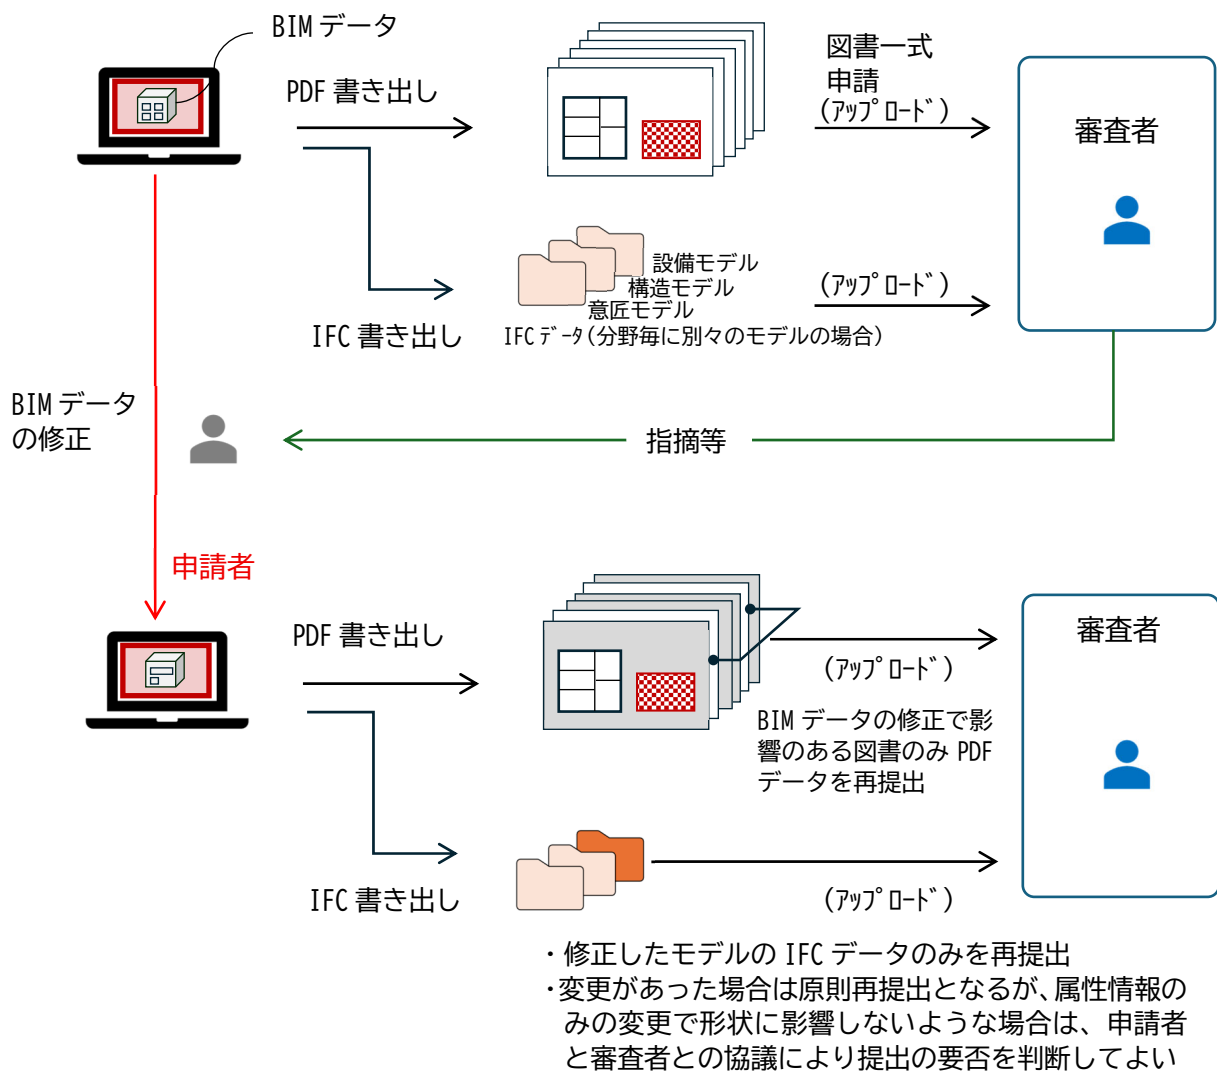 BIM データ
PDF 書き出し
図書一式
申請
(ｱｯﾌﾟﾛｰﾄﾞ)
審査者
設備モデル
構造モデル
意匠モデル
(ｱｯﾌﾟﾛｰﾄﾞ)
IFC 書き出し
IFC ﾃﾞｰﾀ(分野毎に別々のモデルの場合)
BIM データ
の修正
指摘等
申請者
PDF 書き出し
(ｱｯﾌﾟﾛｰﾄﾞ)
審査者
BIM データの修正で影
響のある図書のみ PDF
データを再提出
IFC 書き出し
(ｱｯﾌﾟﾛｰﾄﾞ)
・修正したモデルの IFC データのみを再提出
・変更があった場合は原則再提出となるが、属性情報の
みの変更で形状に影響しないような場合は、申請者
と審査者との協議により提出の要否を判断してよい